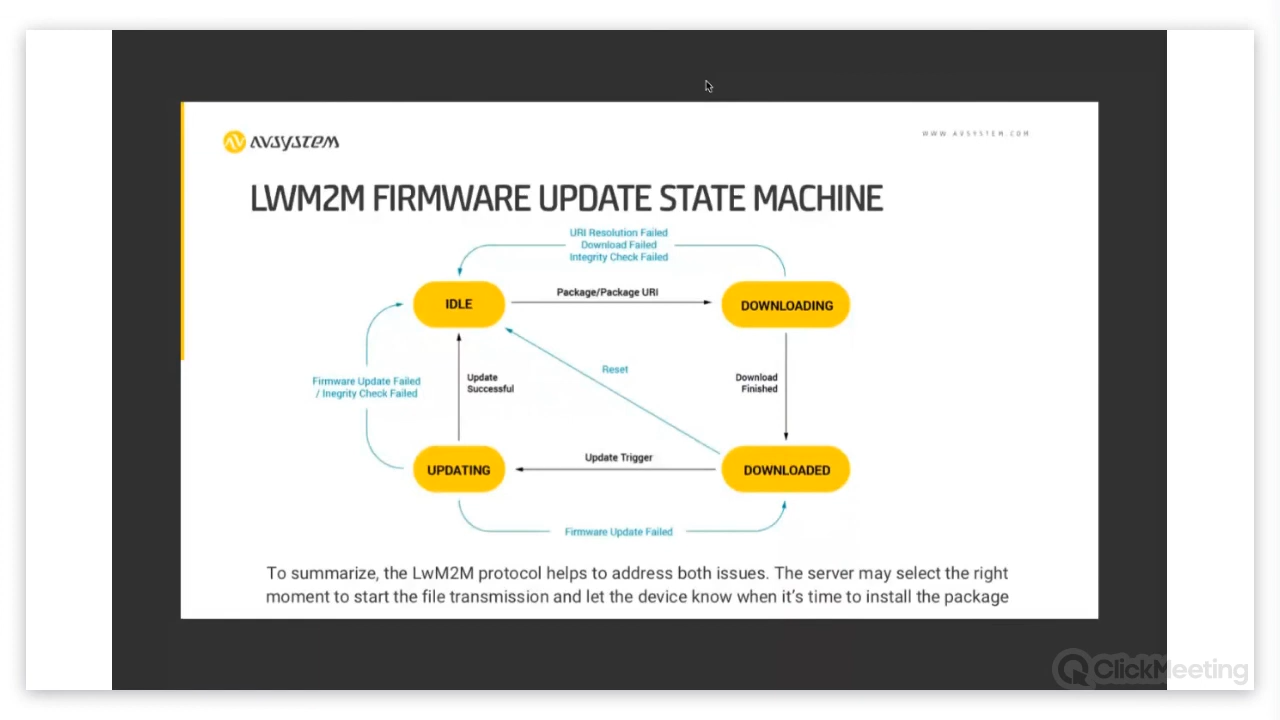 AVSYSTEM
WWW.AVSYSTEM.COM
LWM2M FIRMWARE UPDATE STATE MACHINE
URI Resolution Failed
Download Failed
Integrity Check Failed
IDLE
Package/Package URI
DOWNLOADING
Firmware Update Failed
/ Inegrity Check Failed
Update
Successful
Reset
Download
Finished
UPDATING
Update Trigger
DOWNLOADED
Firmware Update Failed
To summarize, the LwM2M protocol helps to address both issues. The server may select the right
moment to start the file transmission and let the device know when it's time to install the package
ClickMeeting